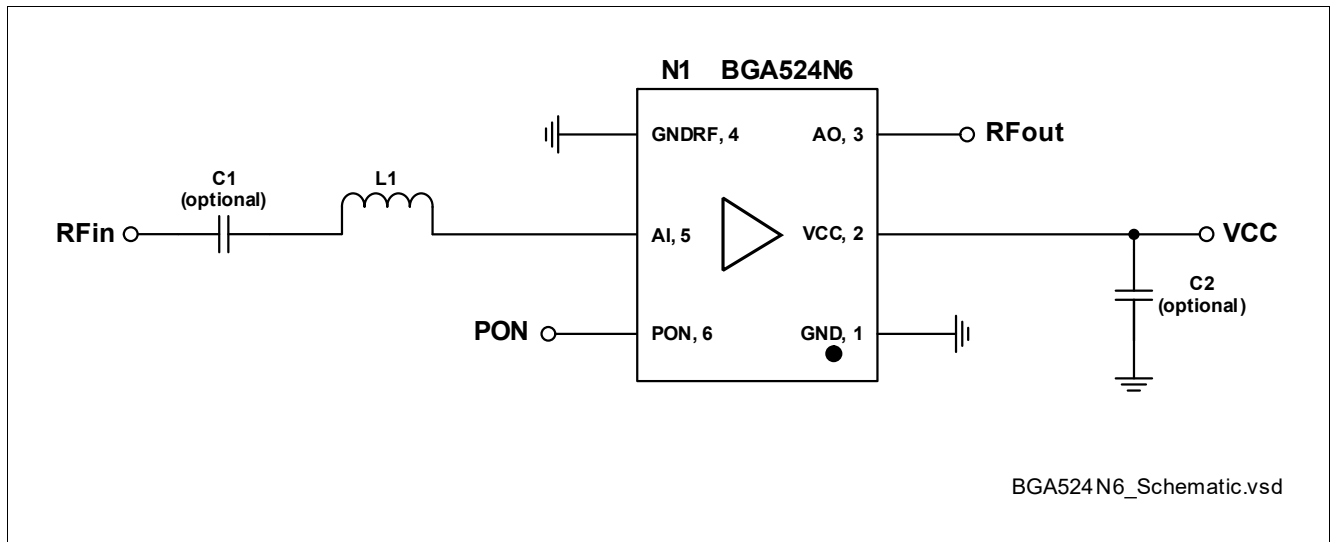 N1 BGA524N6
GNDRF, 4
AO, 3
RFout
C1
(optional)
L1
RFin
AI, 5
VCC, 2
VCC
C2
(optional)
PON
PON, 6
GND, 1
BGA524N6_Schematic.vsd